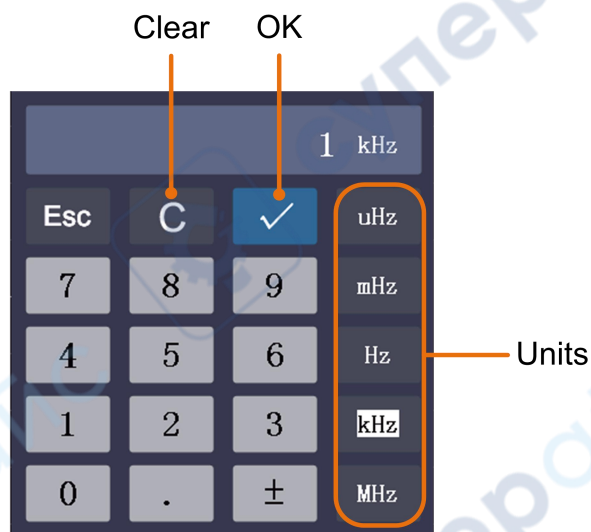 Clear OK
1 kHz
Esc C ✓ uHz
7 8 9 mHz
4 5 6 Hz
Units
1 2 3 kHz
0 . ± MHz